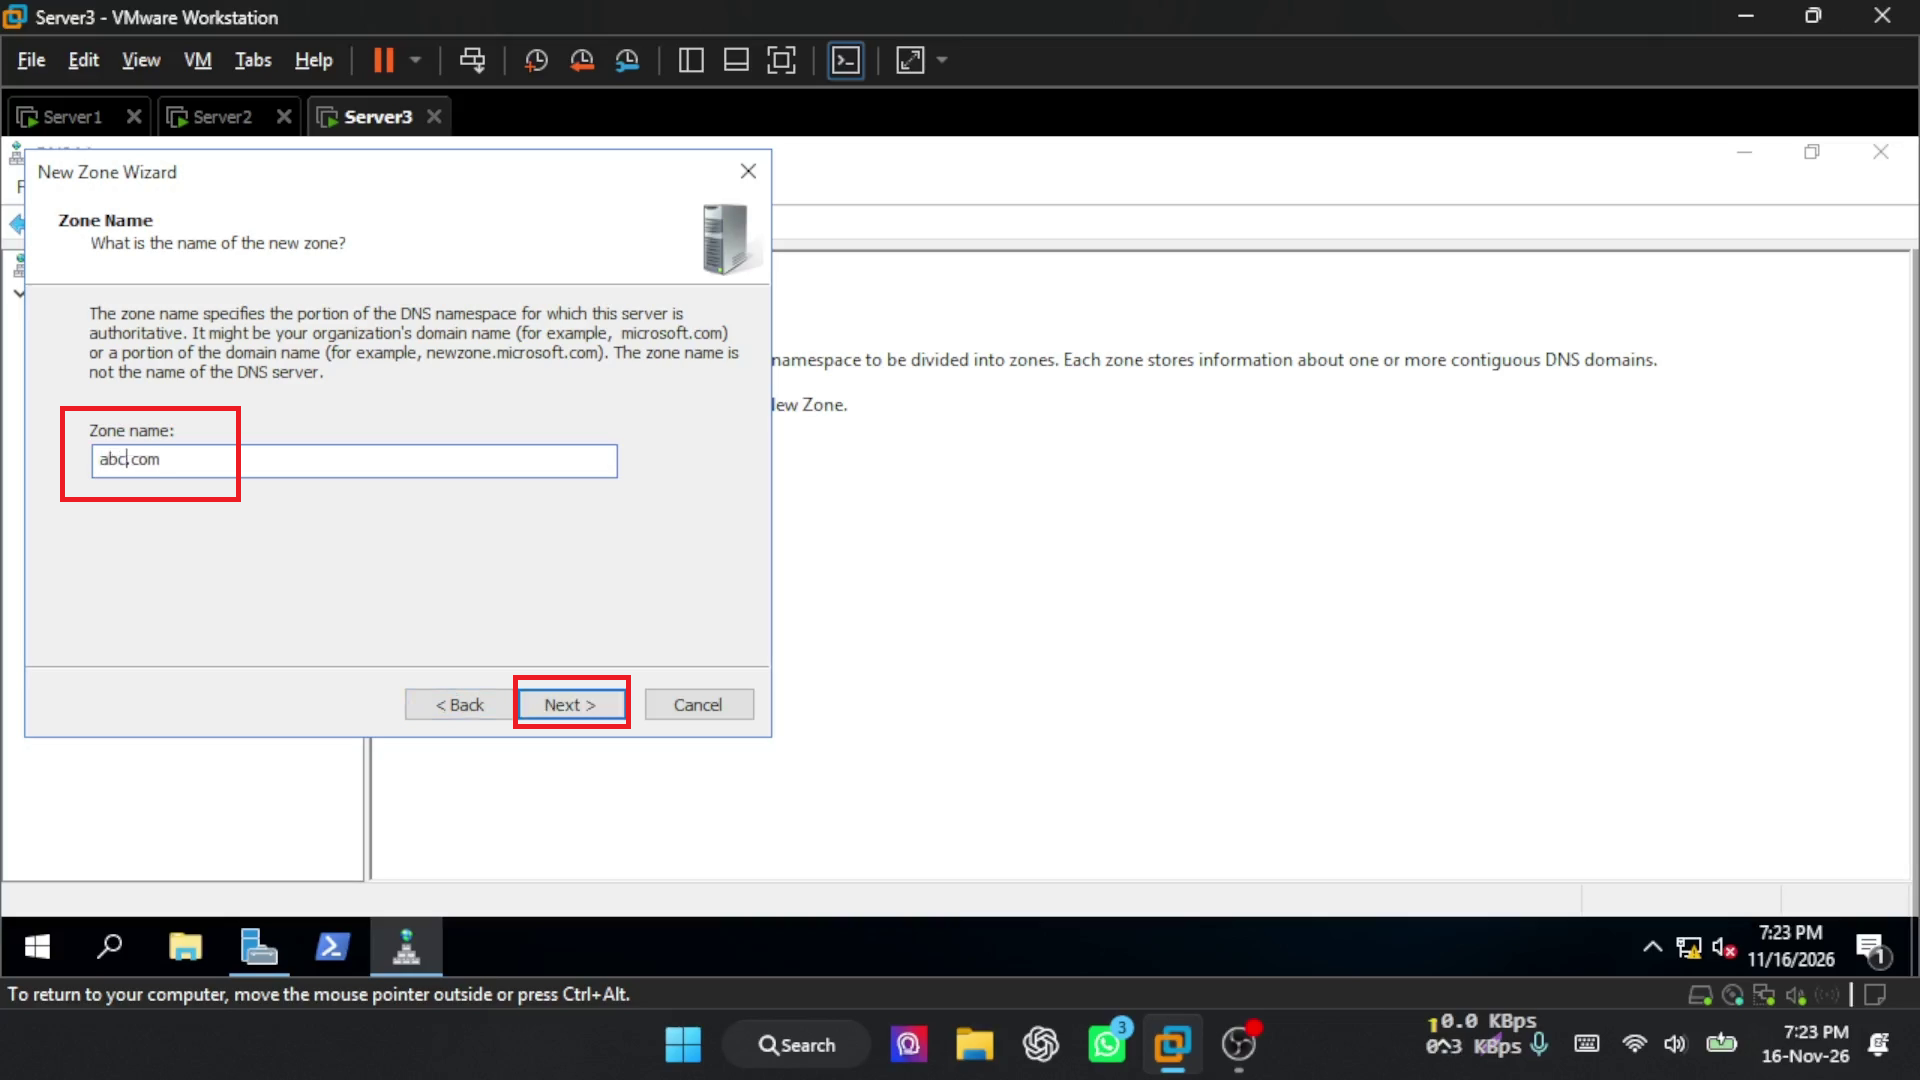 Server3 - VMware Workstation
File Edit View VM Tabs Help
Server1 Server2 Server3
New Zone Wizard
Zone Name
What is the name of the new zone?
The zone name specifies the portion of the DNS namespace for which this server is
authoritative. It might be your organization's domain name (for example, microsoft.com)
or a portion of the domain name (for example, newzone.microsoft.com). The zone name is
not the name of the DNS server.
namespace to be divided into zones. Each zone stores information about one or more contiguous DNS domains.
New Zone.
Zone name:
abc.com
< Back Next > Cancel
7:23 PM
11/16/2026
1
To return to your computer, move the mouse pointer outside or press Ctrl+Alt.
Search
3
0.0 KBps
0.3 KBps
7:23 PM
16-Nov-26